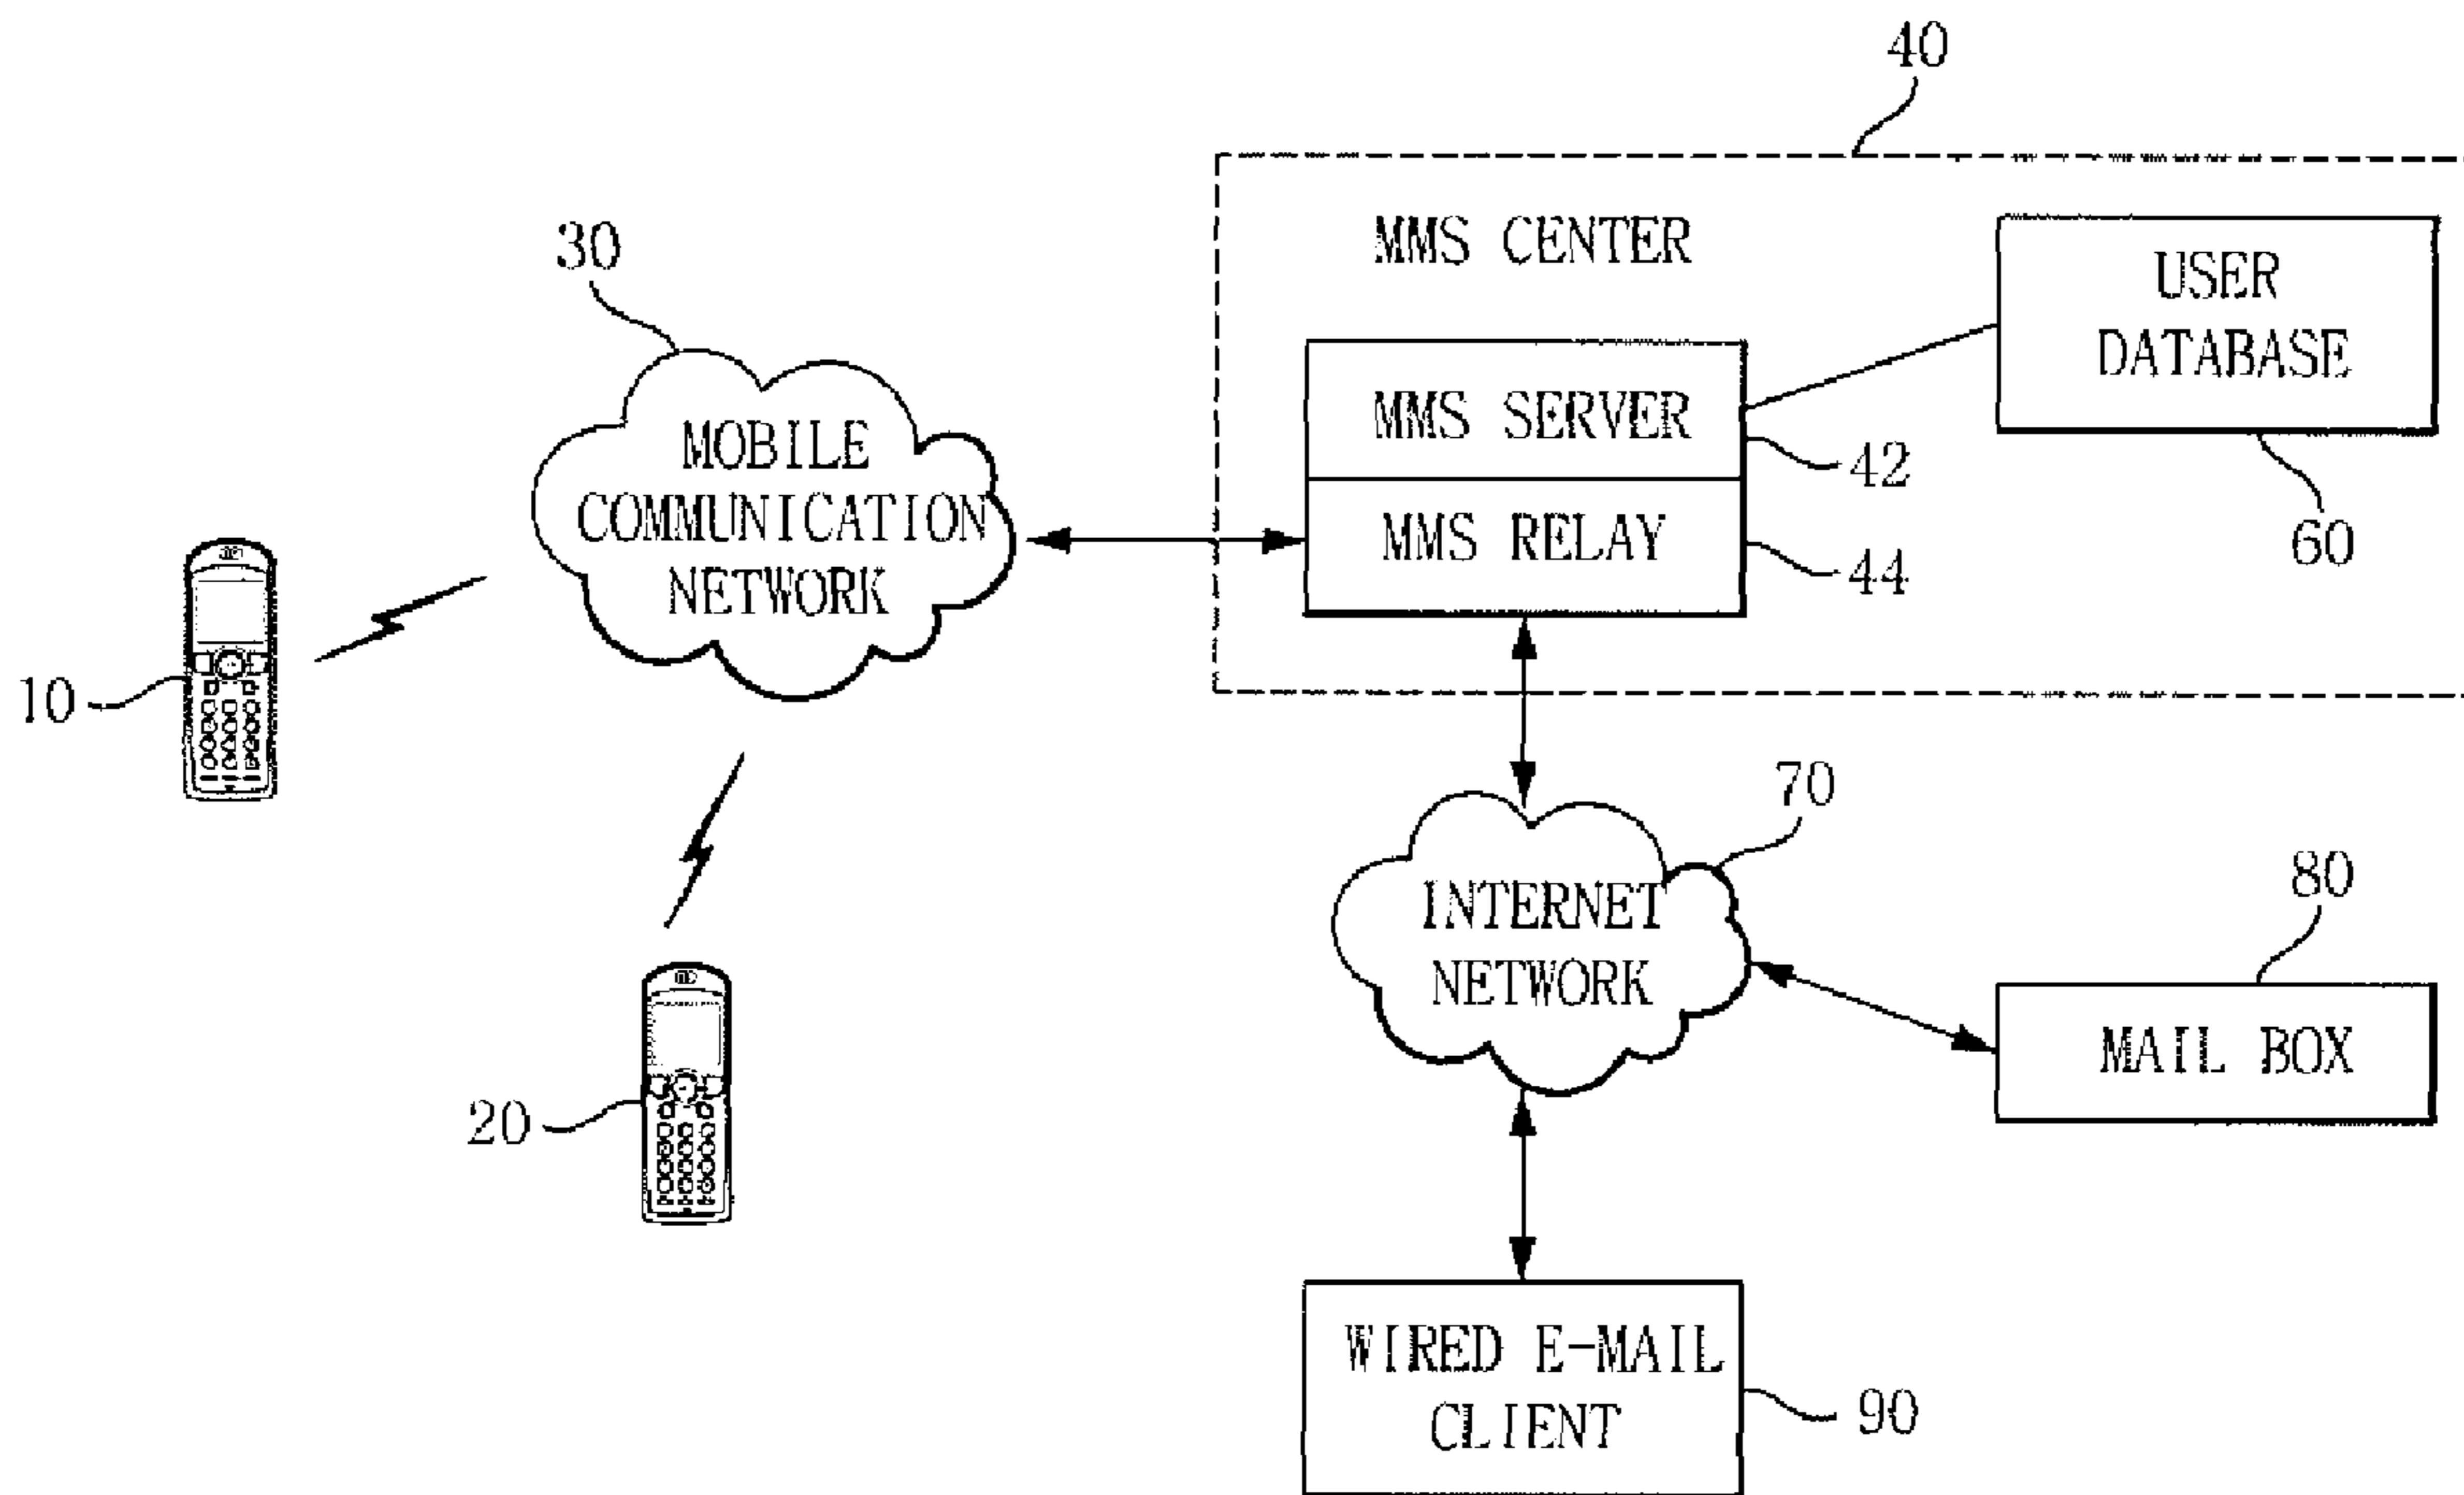 40
30
MMS CENTER
USER
DATABASE
MMS SERVER
42
MMS RELAY
44
60
MOBILE
COMMUNICATION
NETWORK
10
20
70
INTERNET
NETWORK
80
MAIL BOX
WIRED E-MAIL
CLIENT
90